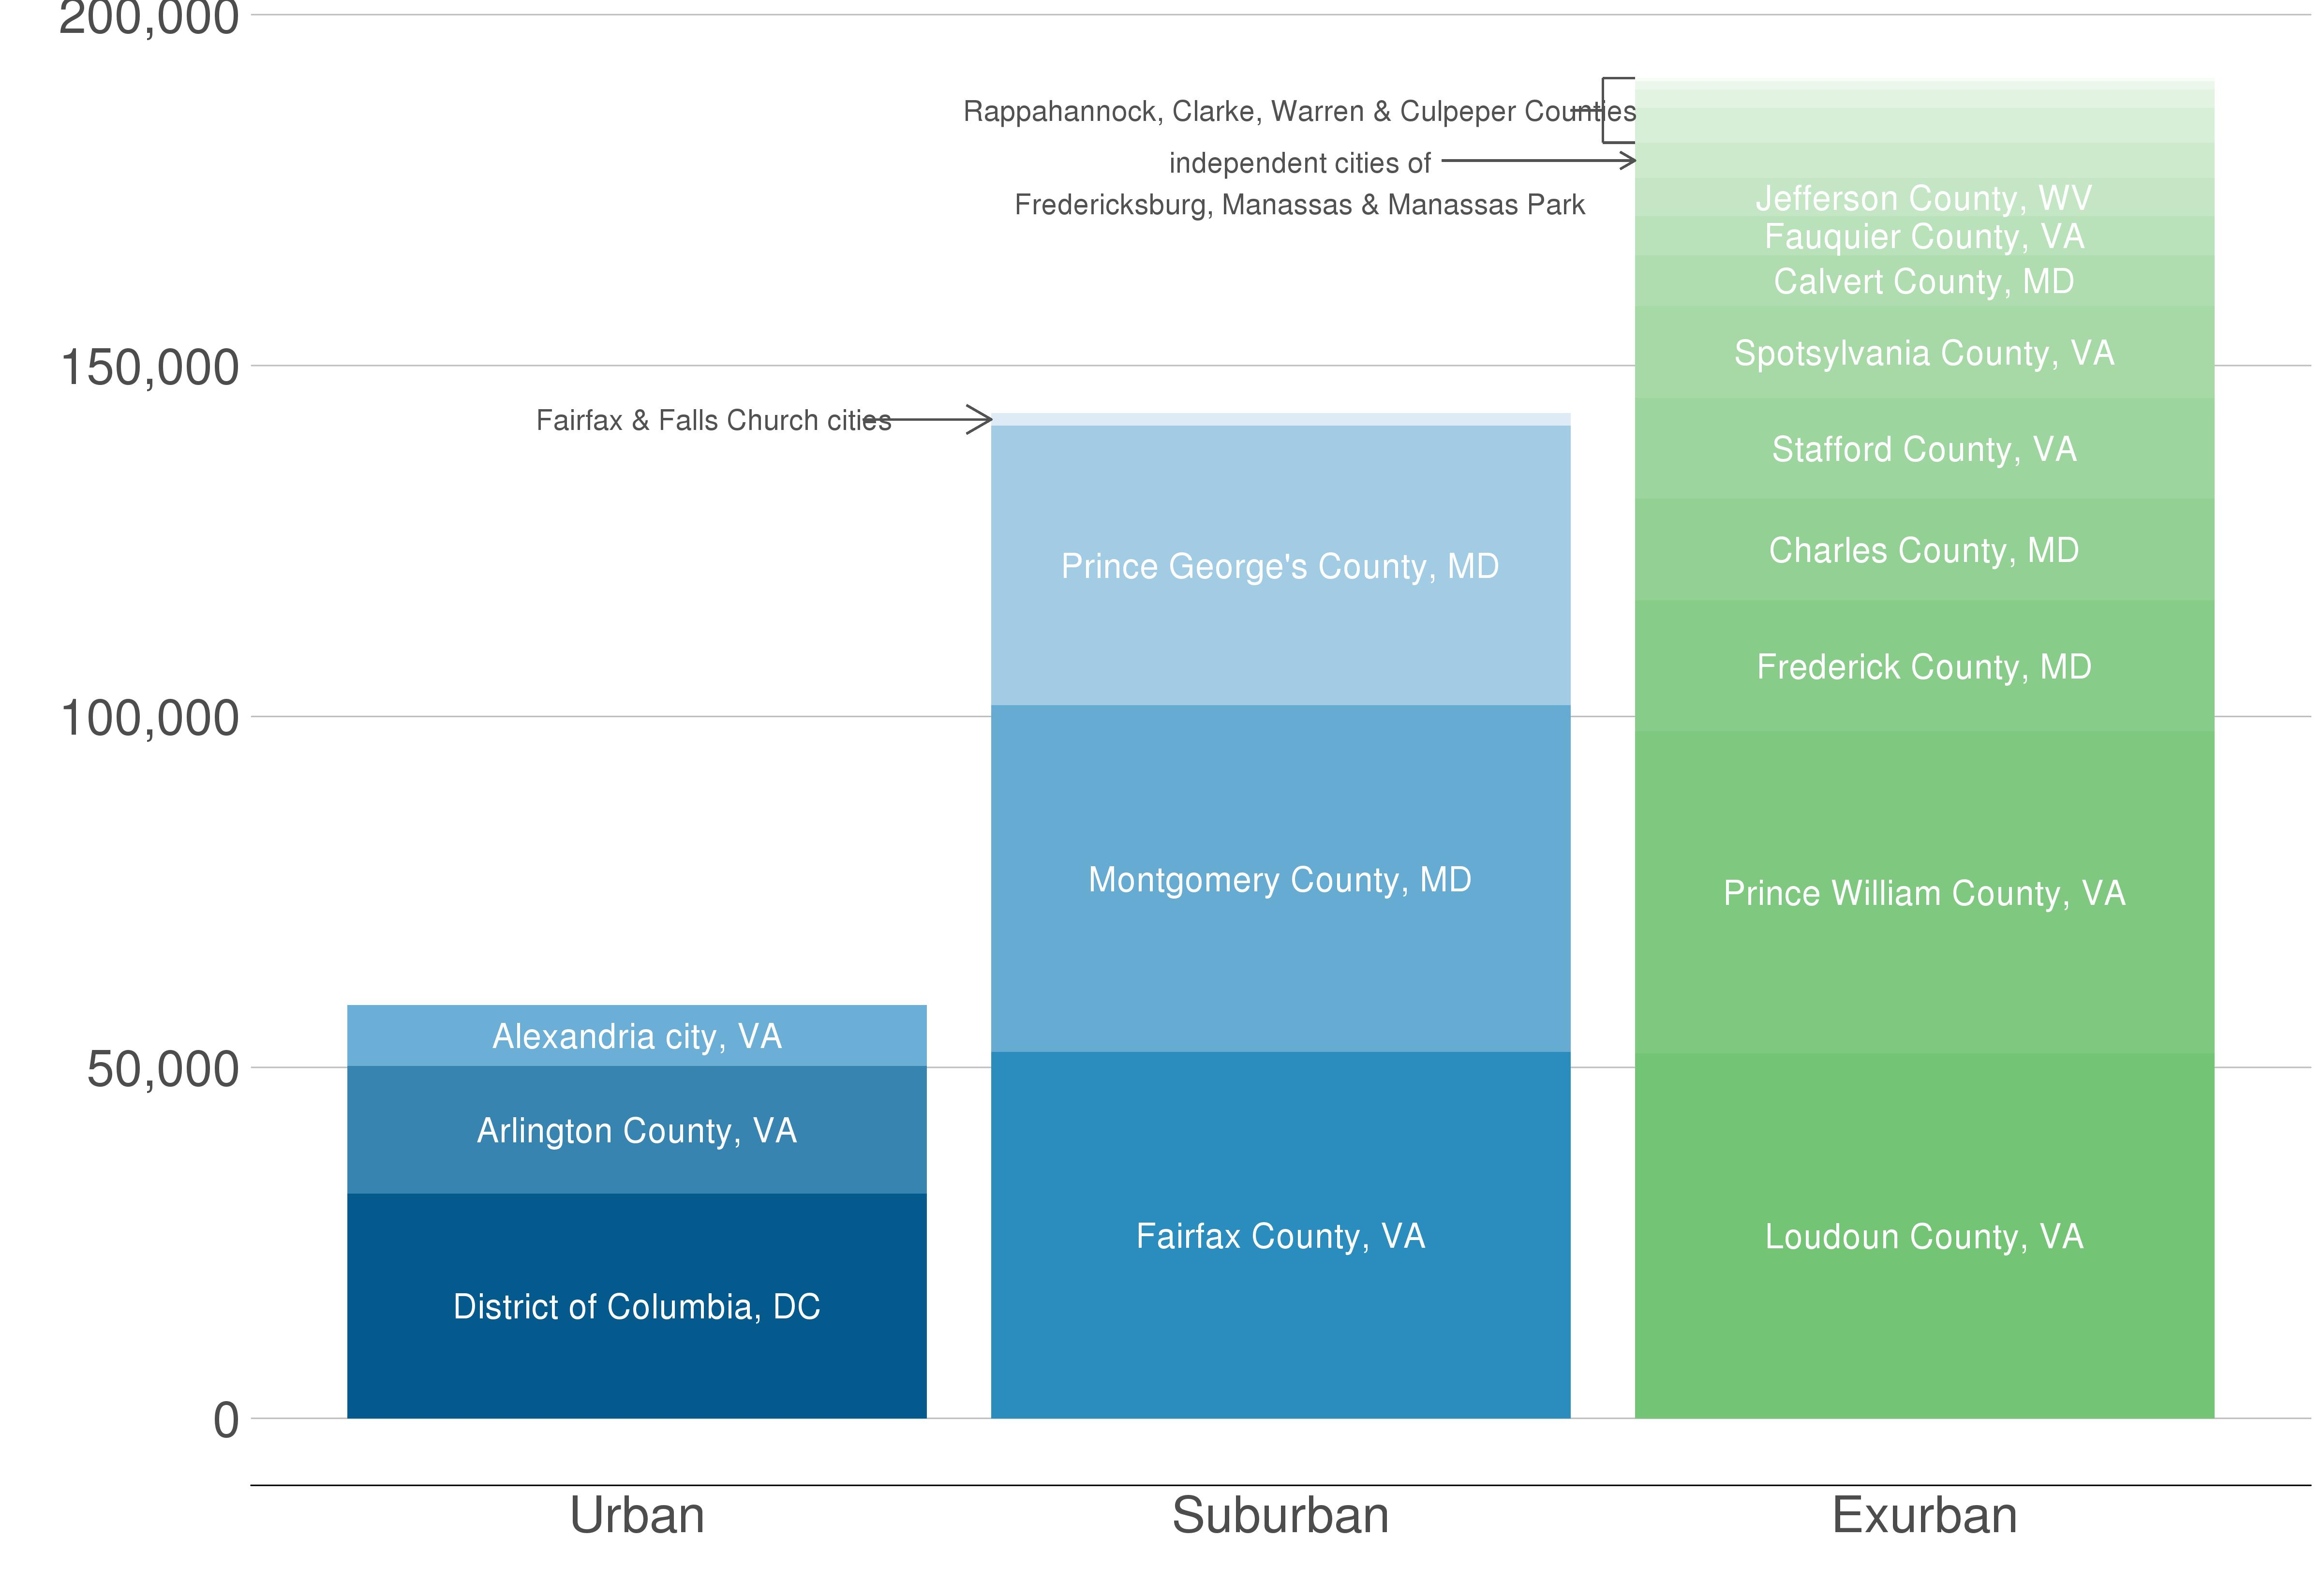 200,000
150,000
100,000
50,000
0
Rappahannock, Clarke, Warren & Culpeper Counties
independent cities of
Fredericksburg, Manassas & Manassas Park
Fairfax & Falls Church cities
Alexandria city, VA
Arlington County, VA
District of Columbia, DC
Prince George's County, MD
Montgomery County, MD
Fairfax County, VA
Jefferson County, WV
Fauquier County, VA
Calvert County, MD
Spotsylvania County, VA
Stafford County, VA
Charles County, MD
Frederick County, MD
Prince William County, VA
Loudoun County, VA
Urban
Suburban
Exurban